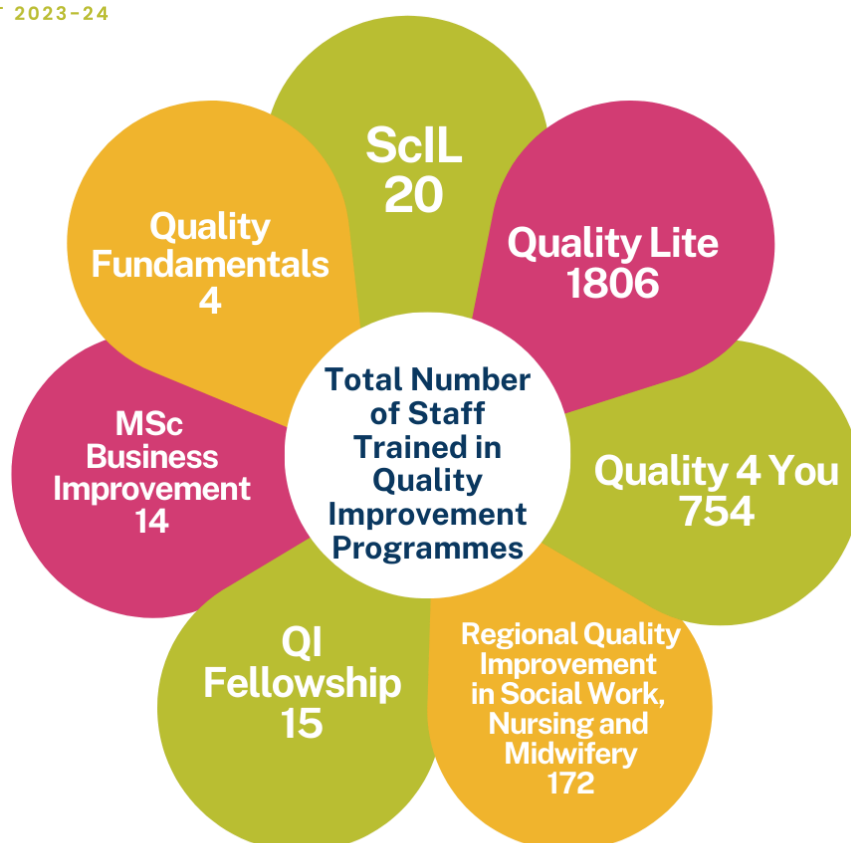 2023-24
ScIL
20
Quality Lite
1806
Quality 4 You
754
Regional Quality
Improvement
in Social Work,
Nursing and
Midwifery
172
QI
Fellowship
15
MSc
Business
Improvement
14
Quality
Fundamentals
4
Total Number
of Staff
Trained in
Quality
Improvement
Programmes